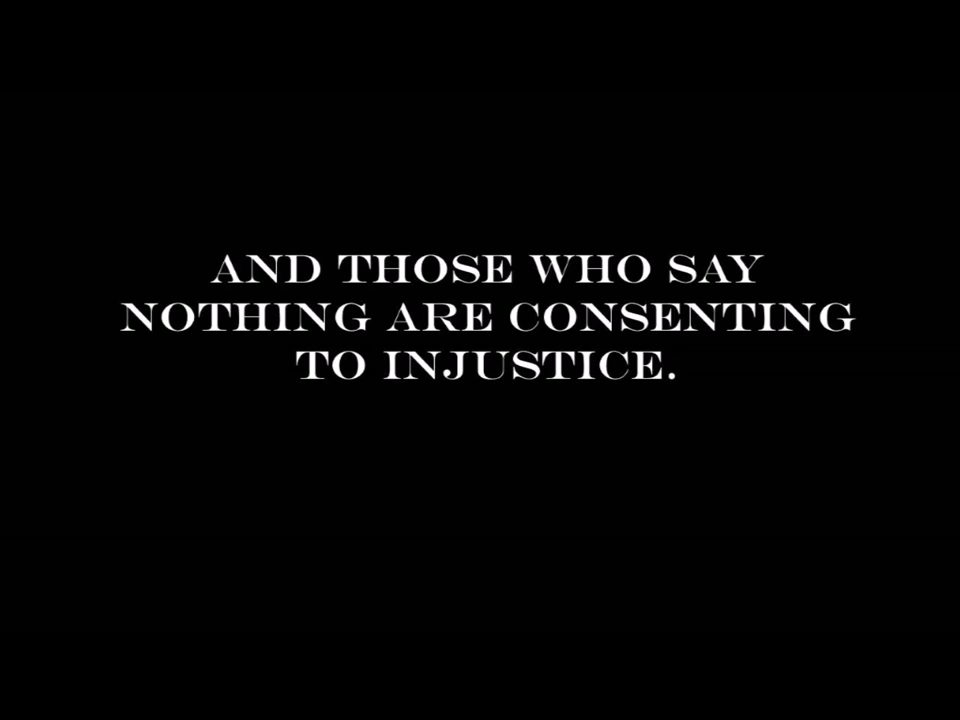 AND THOSE WHO SAY
NOTHING ARE CONSENTING
TO INJUSTICE.